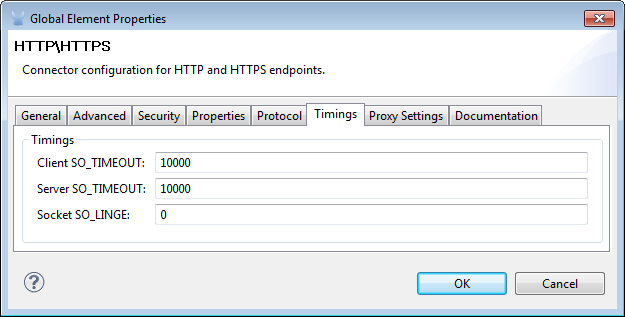 Global Element Properties
HTTP\HTTPS
Connector configuration for HTTP and HTTPS endpoints.
General Advanced Security Properties Protocol Timings Proxy Settings Documentation
Timings
Client SO_TIMEOUT: 10000
Server SO_TIMEOUT: 10000
Socket SO_LINGE: 0
? OK Cancel